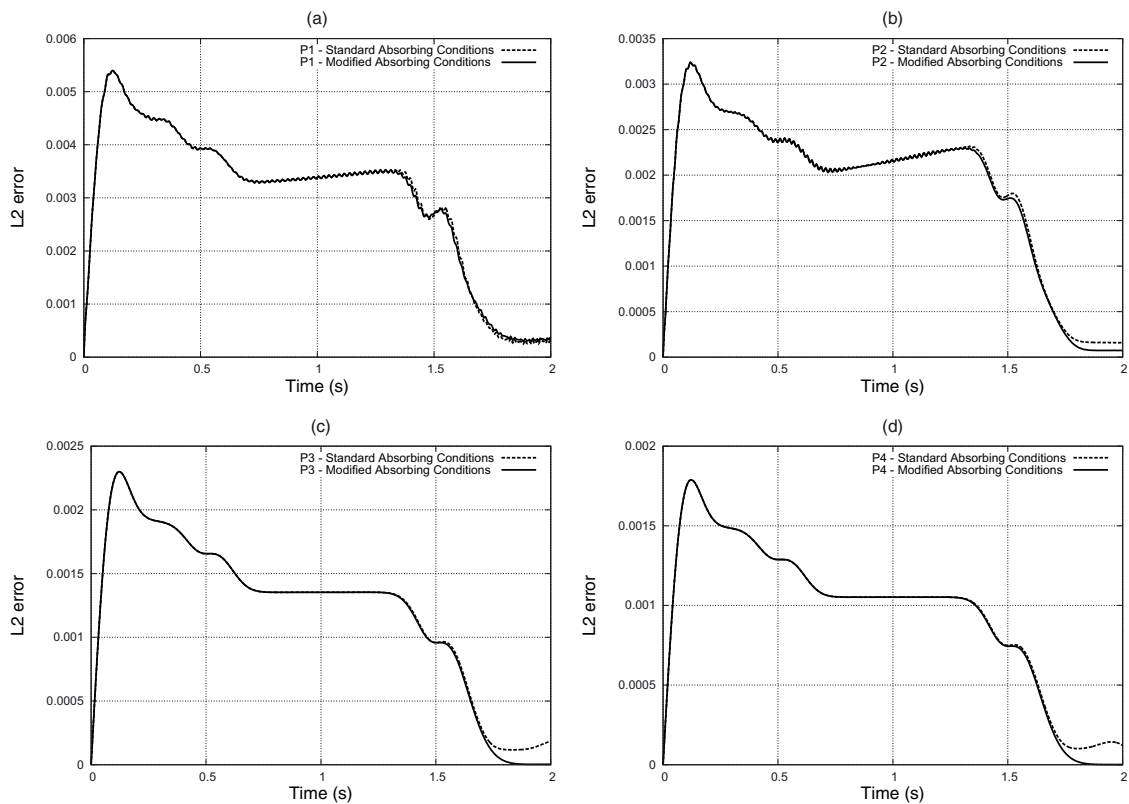 (a)
P1 - Standard Absorbing Conditions
P1 - Modified Absorbing Conditions
0.006
0.005
0.004
0.003
0.002
0.001
0
L2 error
0
0.5
1
1.5
2
Time (s)
(b)
P2 - Standard Absorbing Conditions
P2 - Modified Absorbing Conditions
0.0035
0.003
0.0025
0.002
0.0015
0.001
0.0005
0
L2 error
0
0.5
1
1.5
2
Time (s)
(c)
P3 - Standard Absorbing Conditions
P3 - Modified Absorbing Conditions
0.0025
0.002
0.0015
0.001
0.0005
0
L2 error
0
0.5
1
1.5
2
Time (s)
(d)
P4 - Standard Absorbing Conditions
P4 - Modified Absorbing Conditions
0.002
0.0015
0.001
0.0005
0
L2 error
0
0.5
1
1.5
2
Time (s)